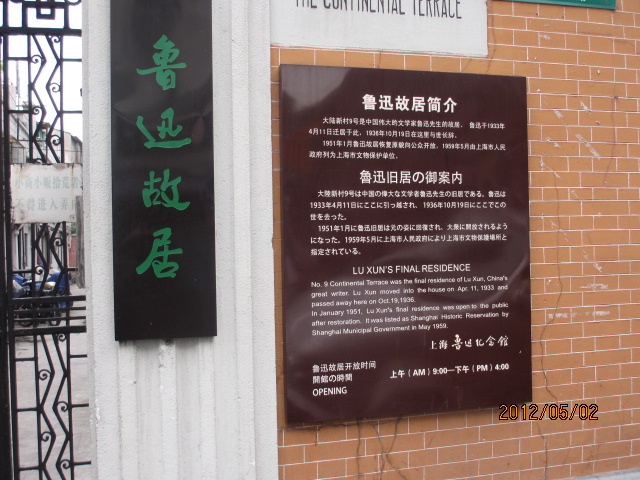 THE CONTINENTAL TERRACE
鲁迅故居
鲁迅故居简介
大陆新村9号是中国伟大的文学家鲁迅先生的故居。鲁迅于1933年
4月11日迁居于此，1936年10月19日在这里与世长辞。
1951年1月鲁迅故居恢复原貌向公众开放。1959年5月由上海市人民
政府列为上海市文物保护单位。
魯迅旧居の御案内
大陸新村9号は中国の偉大な文学者魯迅先生の旧居である。魯迅は
1933年4月11日にここに引っ越され、1936年10月19日にここでこの
世を去った。
1951年1月に魯迅旧居は元の姿に回復され、大衆に開放されるよう
になった。1959年5月に上海市人民政府により上海市文物保護場所と
指定されている。
LU XUN'S FINAL RESIDENCE
No. 9 Continental Terrace was the final residence of Lu Xun, China's
great writer. Lu Xun moved into the house on Apr. 11, 1933 and
passed away here on Oct.19,1936.
In January 1951, Lu Xun's final residence was open to the public
after restoration. It was listed as Shanghai Historic Reservation by
Shanghai Municipal Government in May 1959.
上海鲁迅纪念馆
鲁迅故居开放时间
開館の時間
OPENING
上午（AM）9:00—下午（PM）4:00
2012/05/02